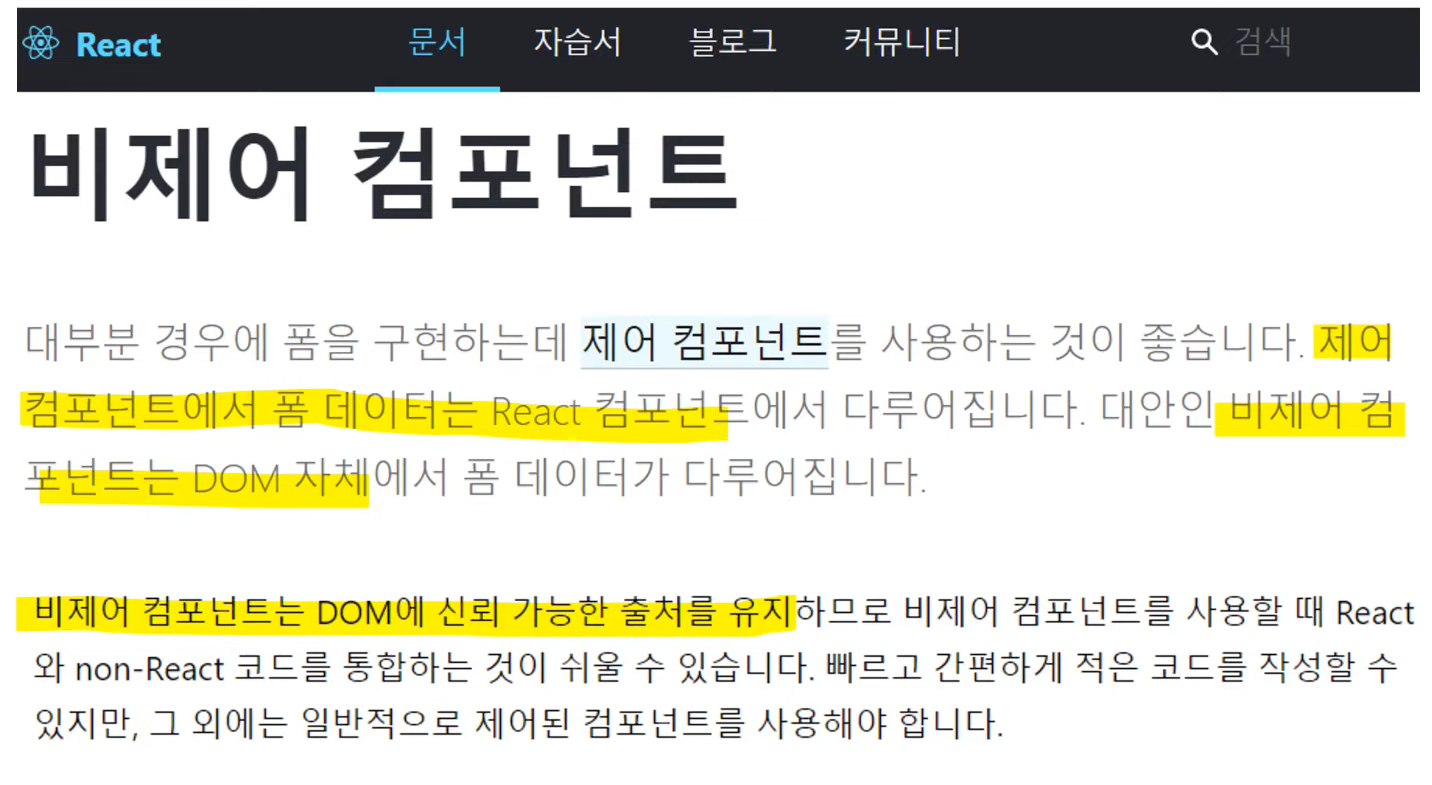 React 문서 자습서 블로그 커뮤니티 검색
비제어 컴포넌트
대부분 경우에 폼을 구현하는데 제어 컴포넌트를 사용하는 것이 좋습니다. 제어
컴포넌트에서 폼 데이터는 React 컴포넌트에서 다루어집니다. 대안인 비제어 컴
포넌트는 DOM 자체에서 폼 데이터가 다루어집니다.
비제어 컴포넌트는 DOM에 신뢰 가능한 출처를 유지하므로 비제어 컴포넌트를 사용할 때 React
와 non-React 코드를 통합하는 것이 쉬울 수 있습니다. 빠르고 간편하게 적은 코드를 작성할 수
있지만, 그 외에는 일반적으로 제어된 컴포넌트를 사용해야 합니다.